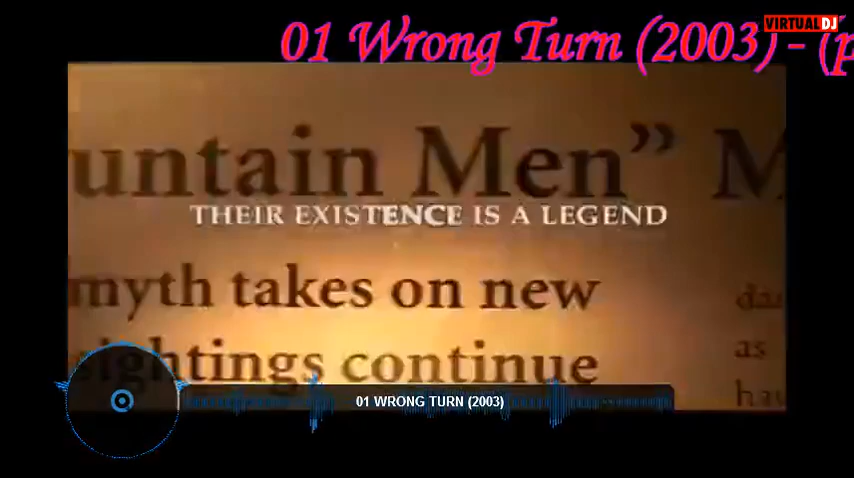 VIRTUALDJ
01 Wrong Turn (2003) - (p
untain Men” M
THEIR EXISTENCE IS A LEGEND
myth takes on new
sightings continue
as
01 WRONG TURN (2003)